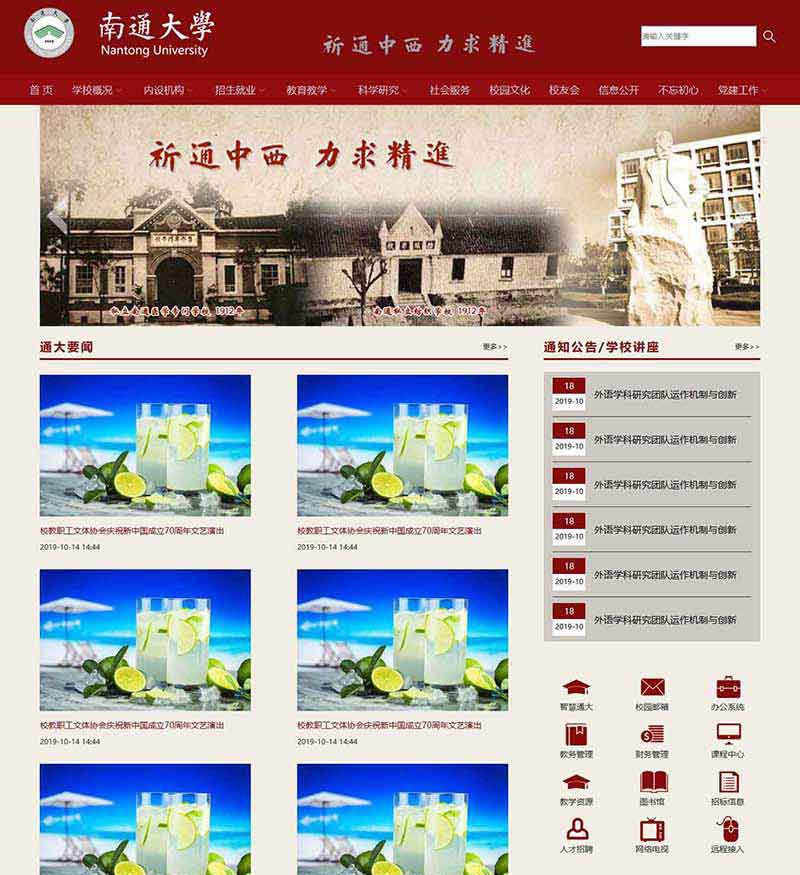 南通大學
Nantong University
祈通中西 力求精進
请输入关键字
首 页 学校概况 内设机构 招生就业 教育教学 科学研究 社会服务 校园文化 校友会 信息公开 不忘初心 党建工作
祈通中西 力求精進
私立南通医学专门学校 1912年
南通私立纺织学校 1912年
通大要闻
更多>>
校教职工文体协会庆祝新中国成立70周年文艺演出
2019-10-14 14:44
校教职工文体协会庆祝新中国成立70周年文艺演出
2019-10-14 14:44
校教职工文体协会庆祝新中国成立70周年文艺演出
2019-10-14 14:44
校教职工文体协会庆祝新中国成立70周年文艺演出
2019-10-14 14:44
通知公告/学校讲座
更多>>
18
2019-10
外语学科研究团队运作机制与创新
18
2019-10
外语学科研究团队运作机制与创新
18
2019-10
外语学科研究团队运作机制与创新
18
2019-10
外语学科研究团队运作机制与创新
18
2019-10
外语学科研究团队运作机制与创新
18
2019-10
外语学科研究团队运作机制与创新
智慧通大 校园邮箱 办公系统
教务管理 财务管理 课程中心
教学资源 图书馆 招标信息
人才招聘 网络电视 远程接入